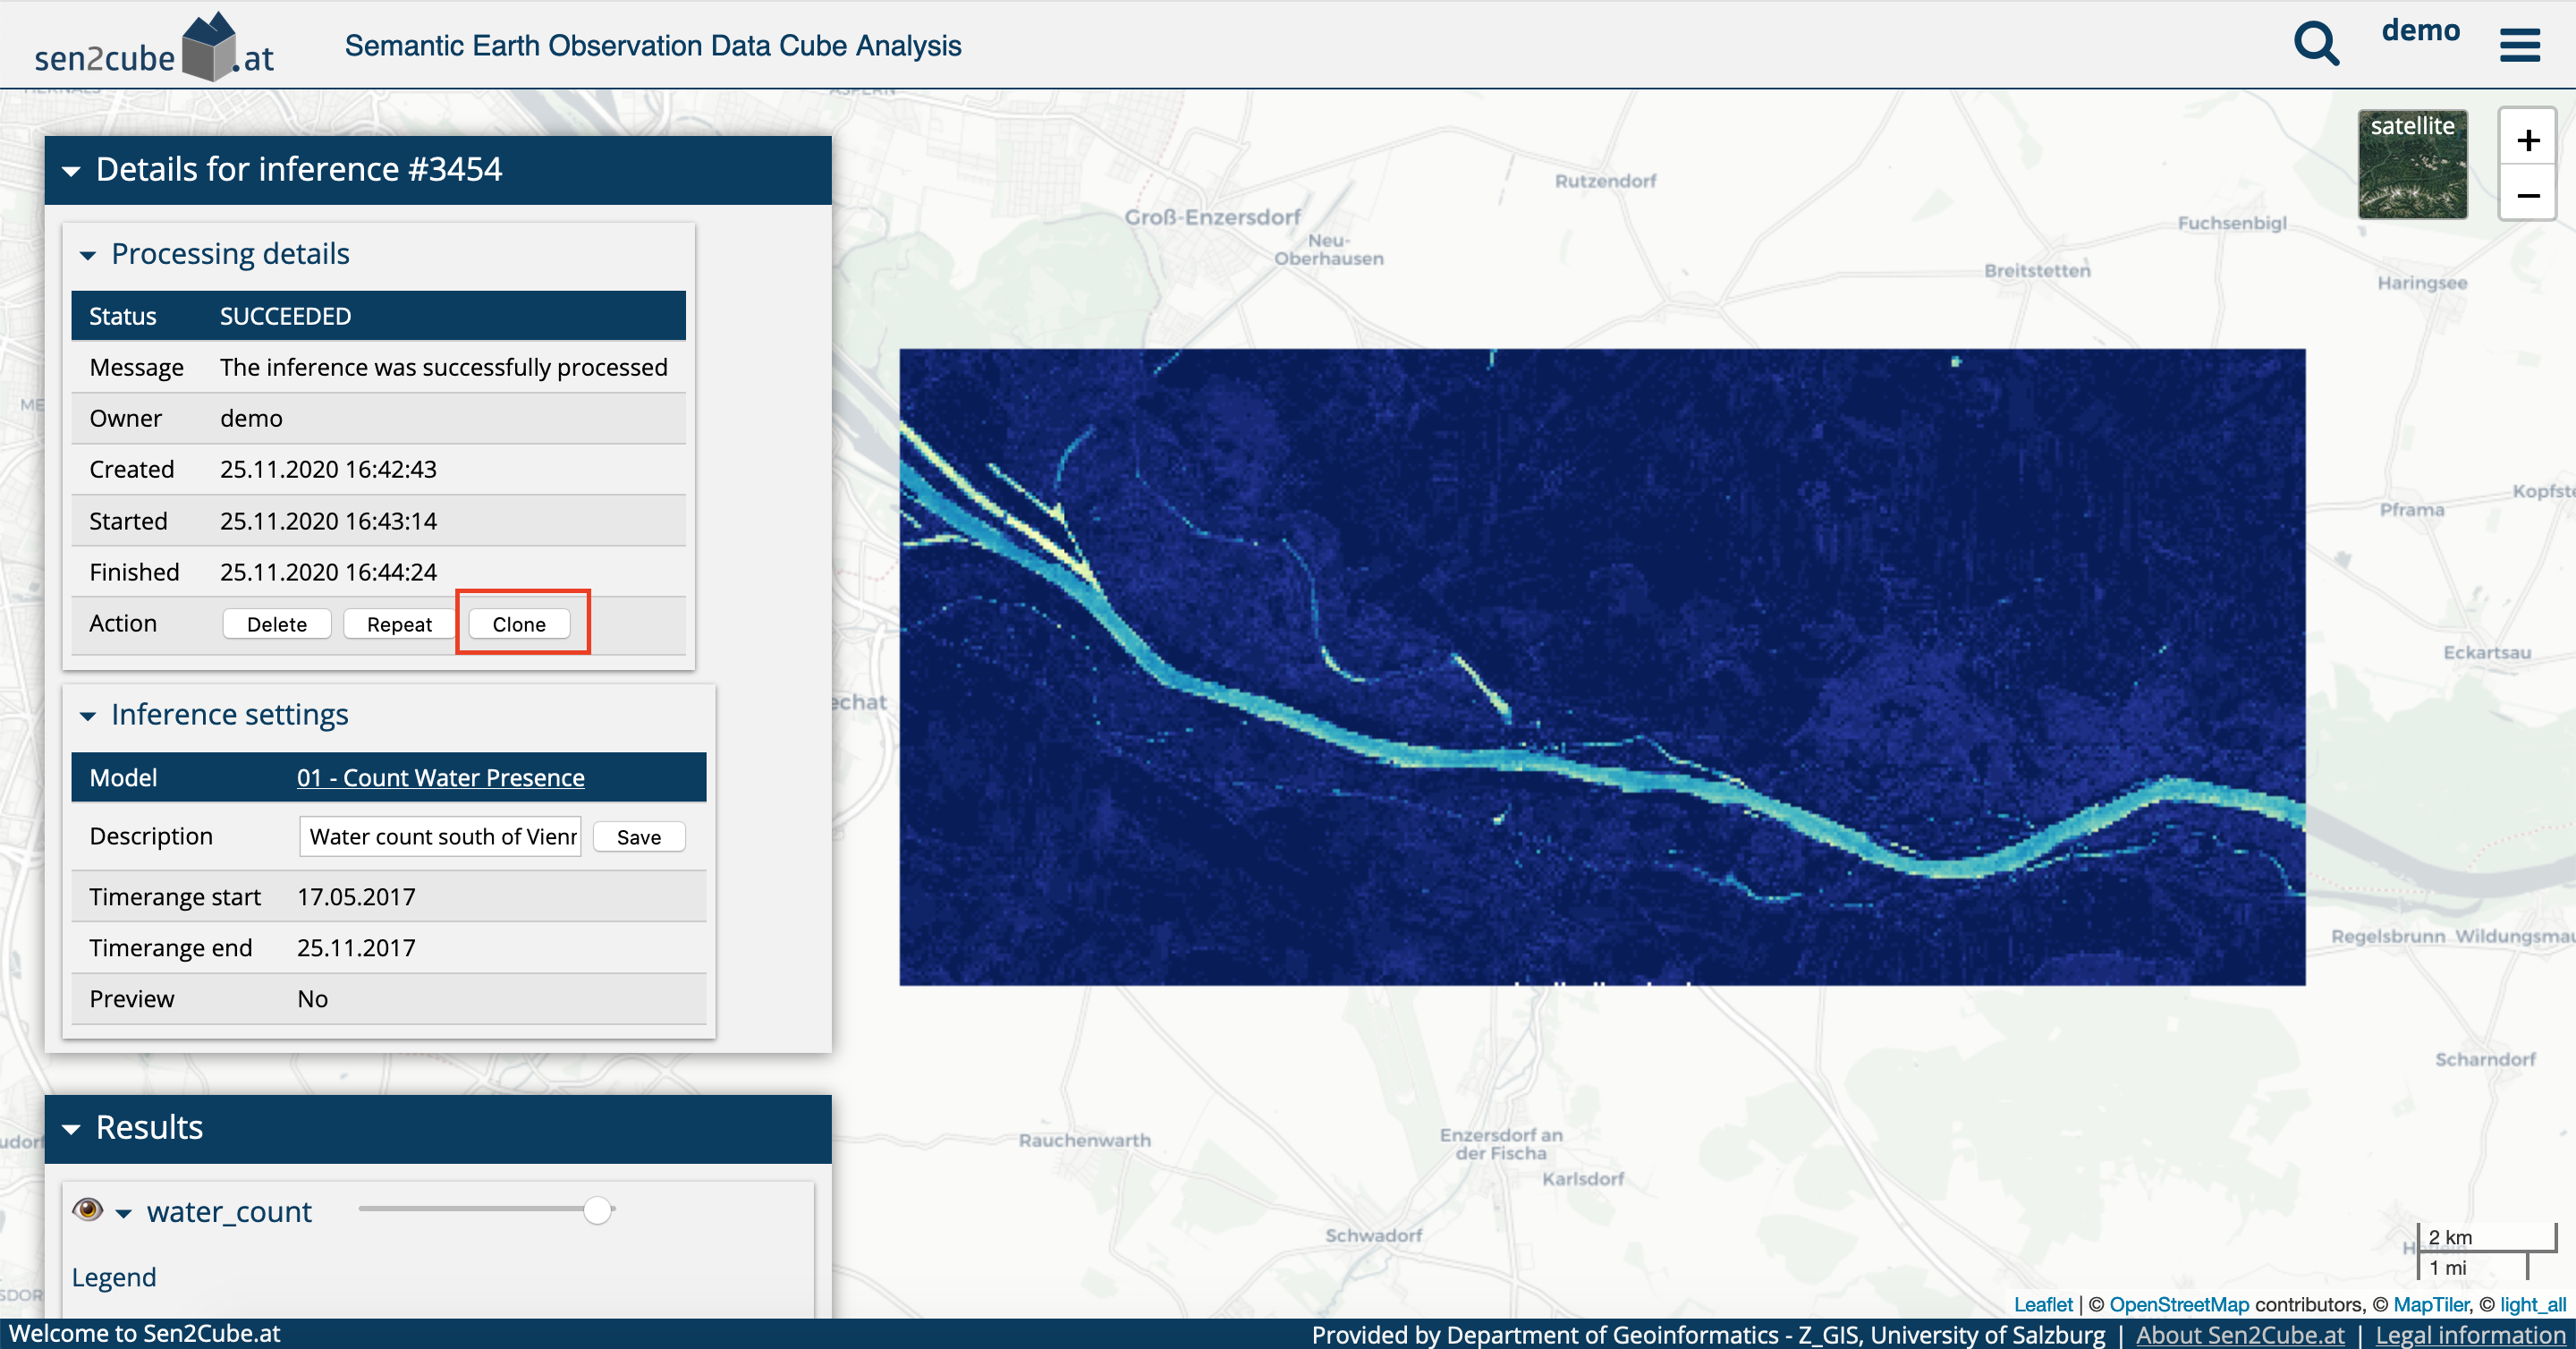 sen2cube.at
Semantic Earth Observation Data Cube Analysis
demo
satellite
+
−
Details for inference #3454
Processing details
Status SUCCEEDED
Message The inference was successfully processed
Owner demo
Created 25.11.2020 16:42:43
Started 25.11.2020 16:43:14
Finished 25.11.2020 16:44:24
Action Delete Repeat Clone
Inference settings
Model 01 - Count Water Presence
Description Water count south of Vienr Save
Timerange start 17.05.2017
Timerange end 25.11.2017
Preview No
Results
water_count
Legend
ASPERN
Rutzendorf
Groß-Enzersdorf
Neu-
Oberhausen
Fuchsenbigl
Breitstetten
Haringsee
Kopfste
Pframa
Eckartsau
echat
Regelsbrunn Wildungsmau
Scharndorf
Rauchenwarth
Enzersdorf an
der Fischa
Karlsdorf
Schwadorf
2 km
1 mi
Leaflet | © OpenStreetMap contributors, © MapTiler, © light_all
Welcome to Sen2Cube.at
Provided by Department of Geoinformatics - Z_GIS, University of Salzburg | About Sen2Cube.at | Legal information